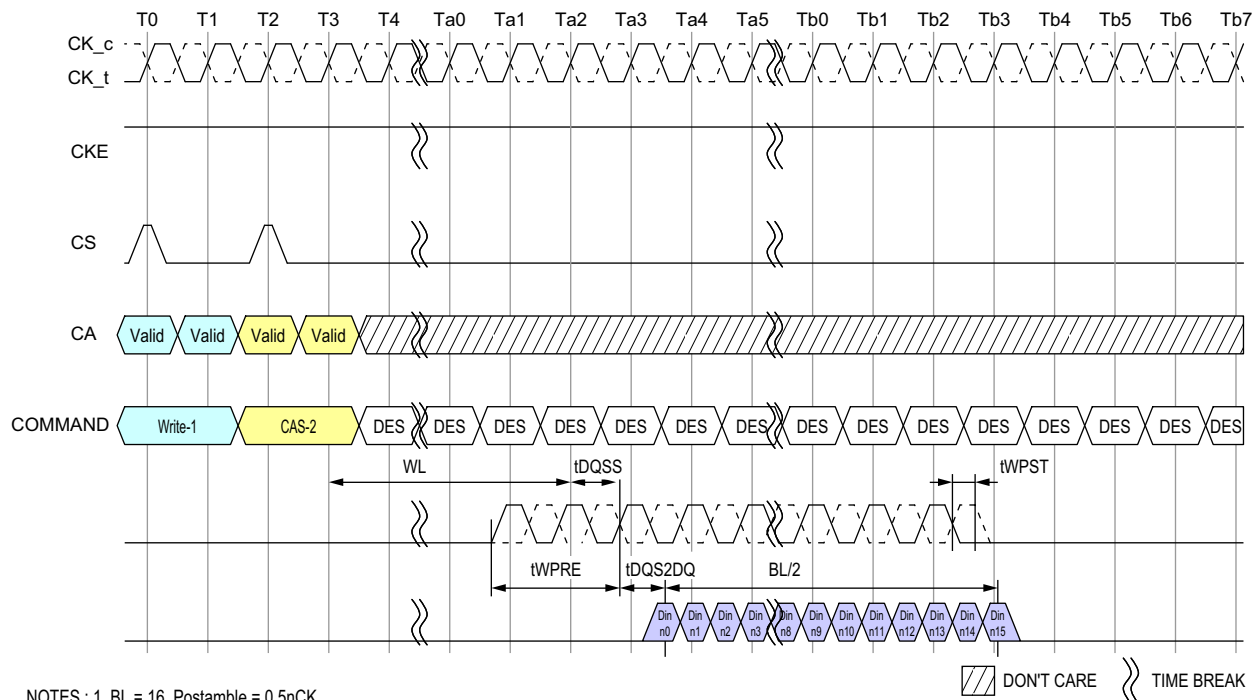 T0 T1 T2 T3 T4 Ta0 Ta1 Ta2 Ta3 Ta4 Ta5 Tb0 Tb1 Tb2 Tb3 Tb4 Tb5 Tb6 Tb7
CK_c
CK_t
CKE
CS
CA Valid Valid Valid Valid
COMMAND Write-1 CAS-2 DES DES DES DES DES DES DES DES DES DES DES DES DES DES DES DES
WL tDQSS tWPST
tWPRE tDQS2DQ BL/2
Din Din Din Din Din Din Din Din Din Din Din Din
n0 n1 n2 n3 n8 n9 n10 n11 n12 n13 n14 n15
DON'T CARE TIME BREAK
NOTES : 1. BL = 16, Postamble = 0.5nCK